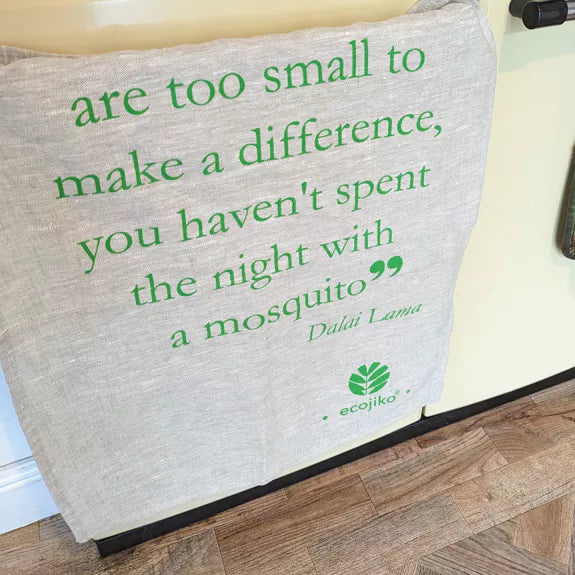 are too small to
make a difference,
you haven't spent
the night with
a mosquito”
Dalai Lama
• ecojiko® •